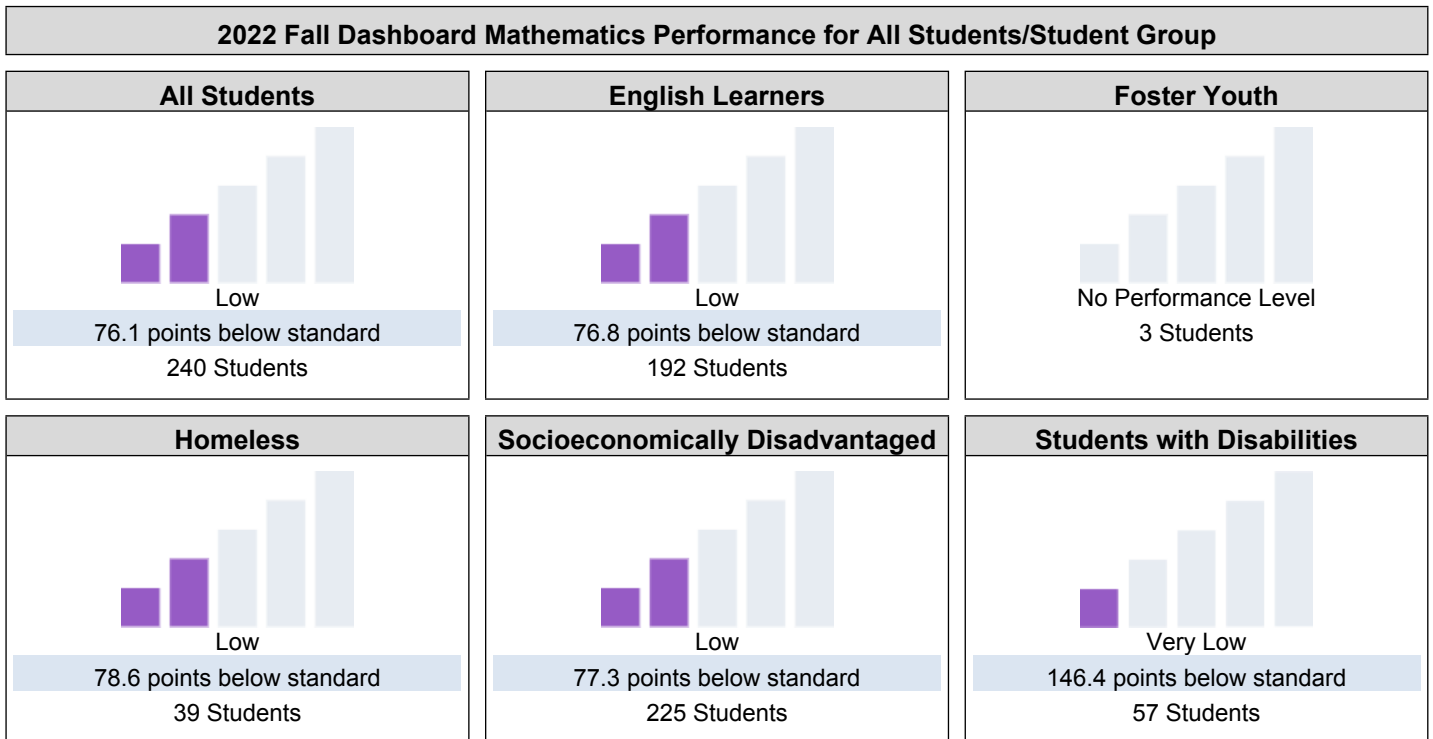 2022 Fall Dashboard Mathematics Performance for All Students/Student Group
All Students
Low
76.1 points below standard
240 Students
English Learners
Low
76.8 points below standard
192 Students
Foster Youth
No Performance Level
3 Students
Homeless
Low
78.6 points below standard
39 Students
Socioeconomically Disadvantaged
Low
77.3 points below standard
225 Students
Students with Disabilities
Very Low
146.4 points below standard
57 Students